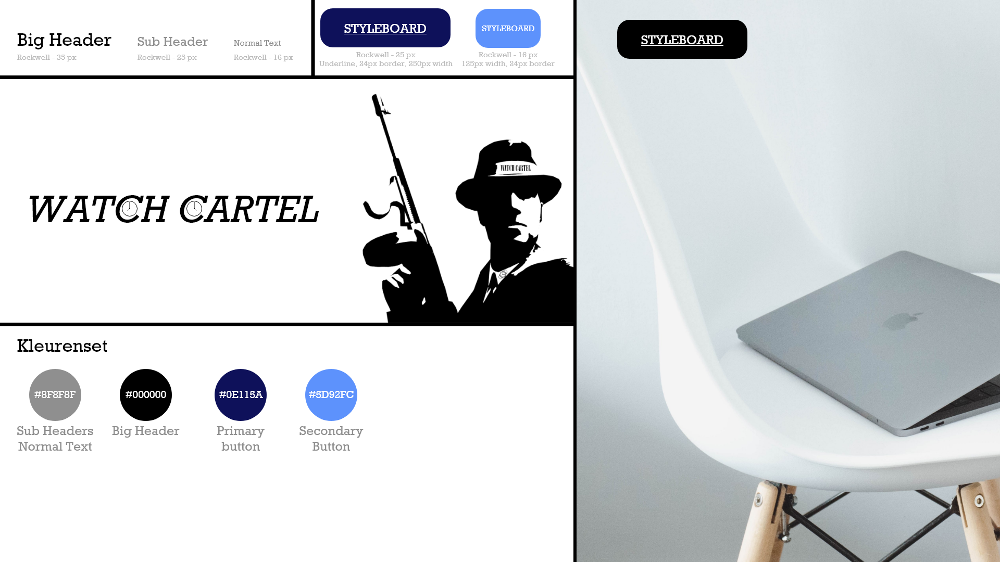 Big Header
Rockwell - 35 px
Sub Header
Rockwell - 25 px
Normal Text
Rockwell - 16 px
STYLEBOARD
Rockwell - 25 px
Underline, 24px border, 250px width
STYLEBOARD
Rockwell - 16 px
125px width, 24px border
STYLEBOARD
WATCH CARTEL
WATCH CARTEL
Kleurenset
#8F8F8F
Sub Headers
Normal Text
#000000
Big Header
#0E115A
Primary
button
#5D92FC
Secondary
Button